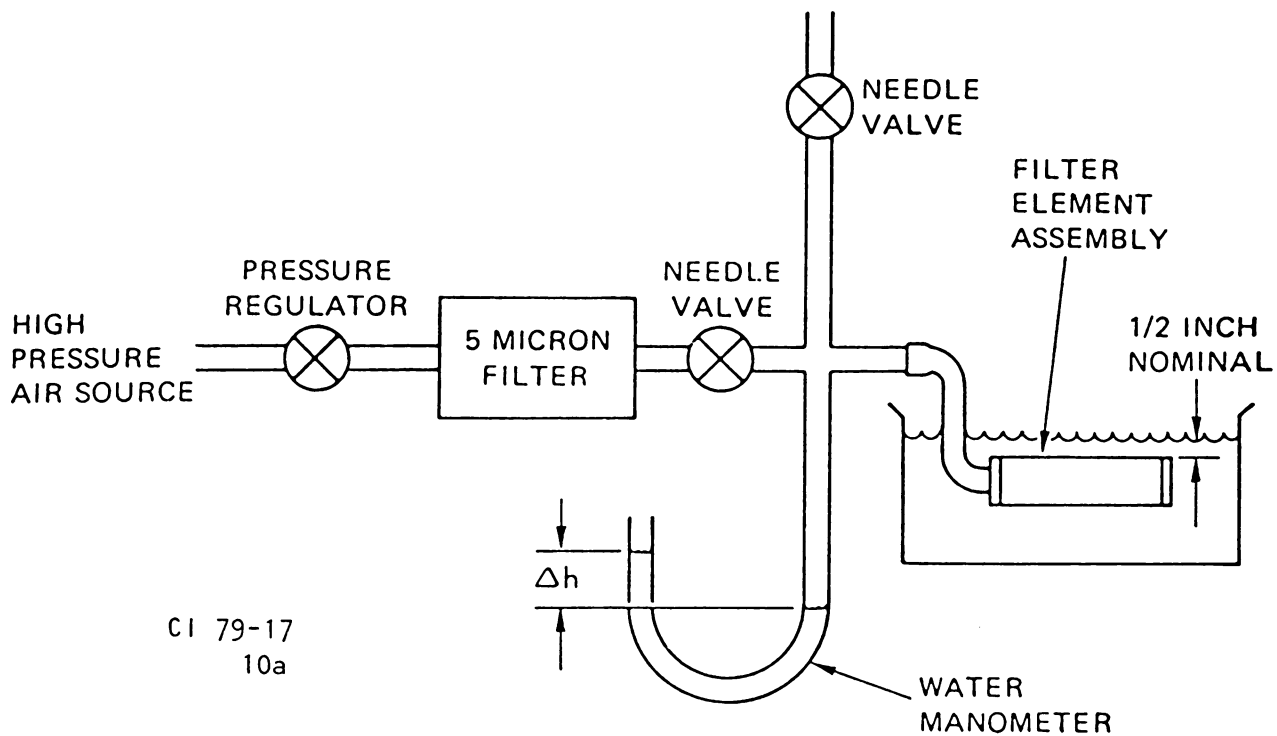 NEEDLE
VALVE
FILTER
ELEMENT
ASSEMBLY
PRESSURE
REGULATOR
NEEDLE
VALVE
HIGH
PRESSURE
AIR SOURCE
5 MICRON
FILTER
1/2 INCH
NOMINAL
Δh
CI 79-17
10a
WATER
MANOMETER